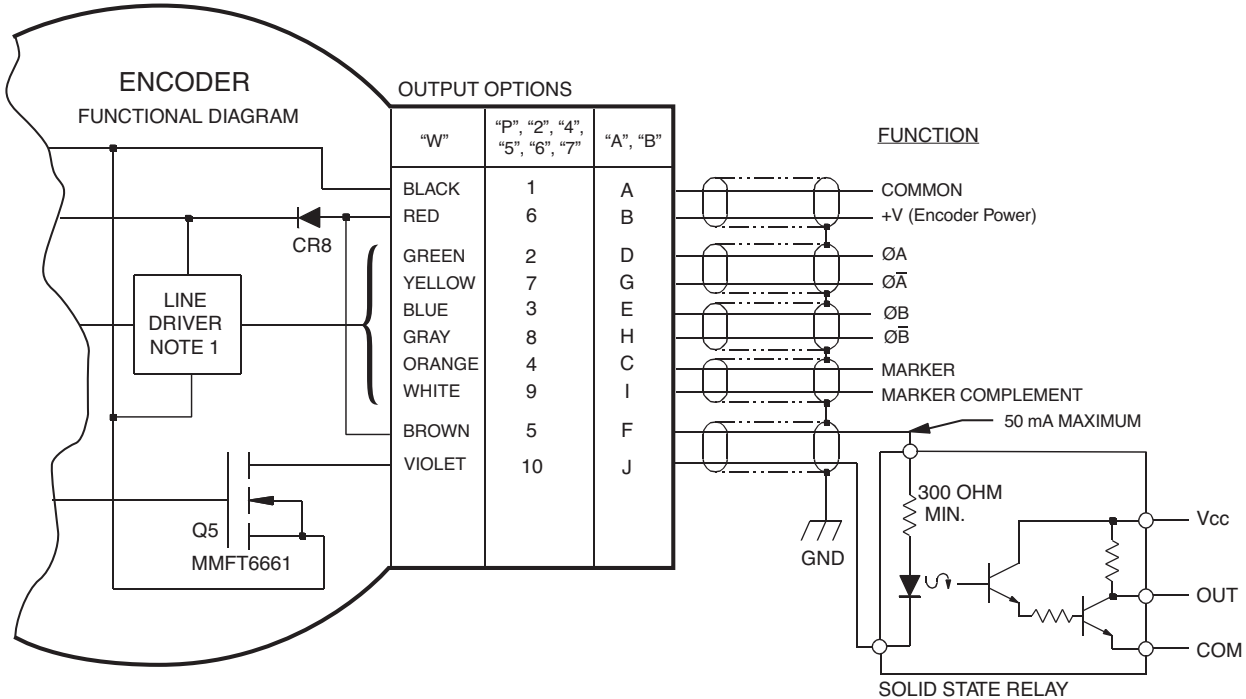 ENCODER
FUNCTIONAL DIAGRAM
OUTPUT OPTIONS
“W”
“P”, “2”, “4”,
“5”, “6”, “7”
“A”, “B”
FUNCTION
BLACK 1 A COMMON
RED 6 B +V (Encoder Power)
CR8
GREEN 2 D ØA
YELLOW 7 G ØA̅
BLUE 3 E ØB
GRAY 8 H ØB̅
ORANGE 4 C MARKER
WHITE 9 I MARKER COMPLEMENT
BROWN 5 F 50 mA MAXIMUM
VIOLET 10 J
LINE
DRIVER
NOTE 1
Q5
MMFT6661
GND
300 OHM
MIN.
Vcc
OUT
COM
SOLID STATE RELAY